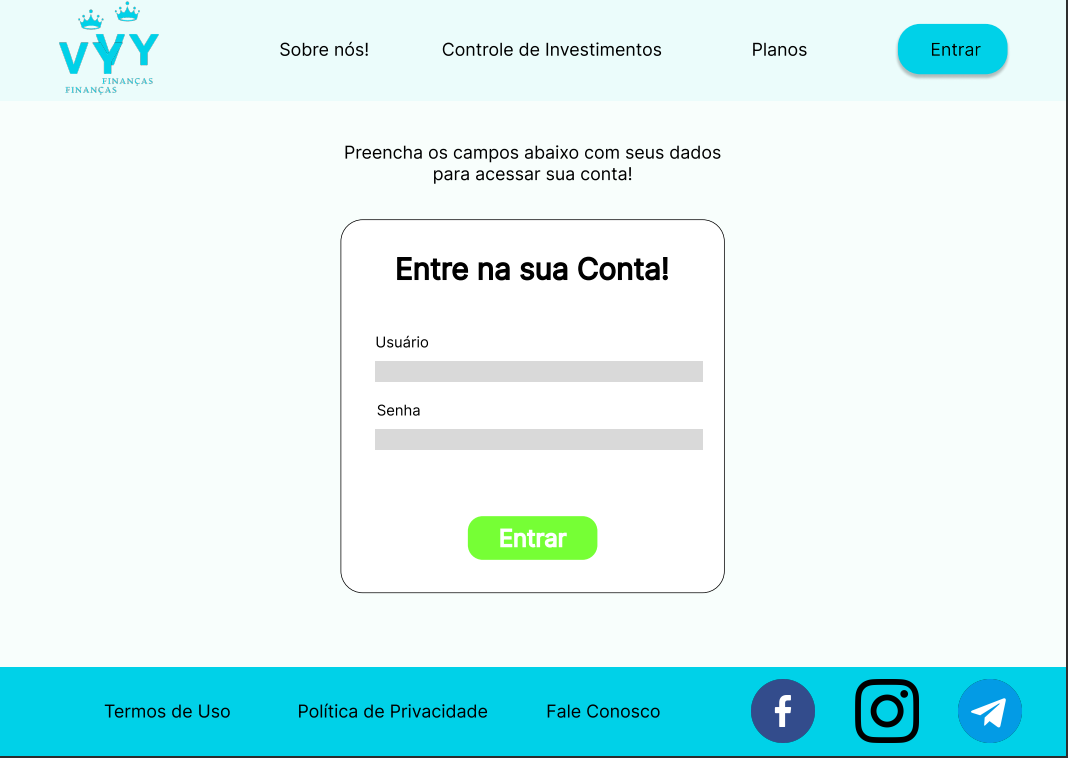 VYY
FINANÇAS
FINANÇAS
Sobre nós!
Controle de Investimentos
Planos
Entrar
Preencha os campos abaixo com seus dados
para acessar sua conta!
Entre na sua Conta!
Usuário
Senha
Entrar
Termos de Uso
Política de Privacidade
Fale Conosco